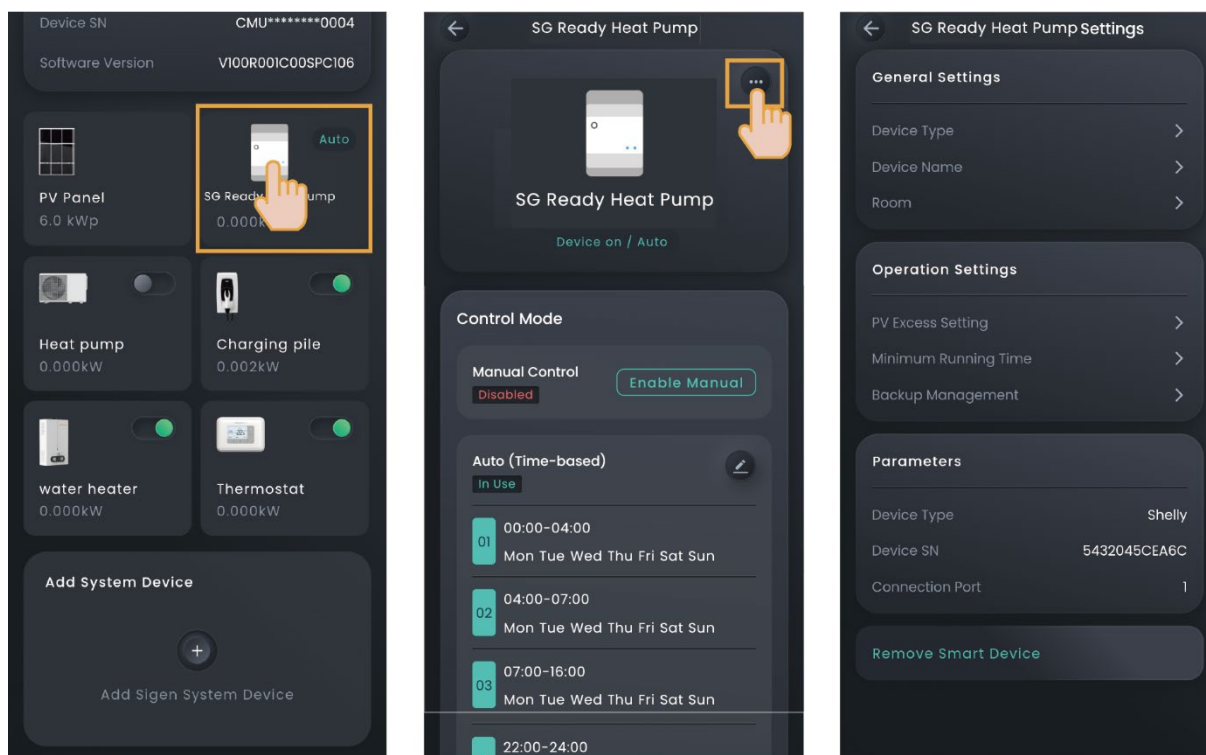 Device SN CMU********0004
Software Version V100R001C00SPC106
PV Panel
6.0 kWp
Auto
SG Ready ump
0.000k
Heat pump
0.000kW
Charging pile
0.002kW
water heater
0.000kW
Thermostat
0.000kW
Add System Device
+
Add Sigen System Device
SG Ready Heat Pump
SG Ready Heat Pump
Device on / Auto
Control Mode
Manual Control
Disabled
Enable Manual
Auto (Time-based)
In Use
01 00:00-04:00
Mon Tue Wed Thu Fri Sat Sun
02 04:00-07:00
Mon Tue Wed Thu Fri Sat Sun
03 07:00-16:00
Mon Tue Wed Thu Fri Sat Sun
22:00-24:00
SG Ready Heat Pump Settings
General Settings
Device Type
Device Name
Room
Operation Settings
PV Excess Setting
Minimum Running Time
Backup Management
Parameters
Device Type Shelly
Device SN 5432045CEA6C
Connection Port 1
Remove Smart Device